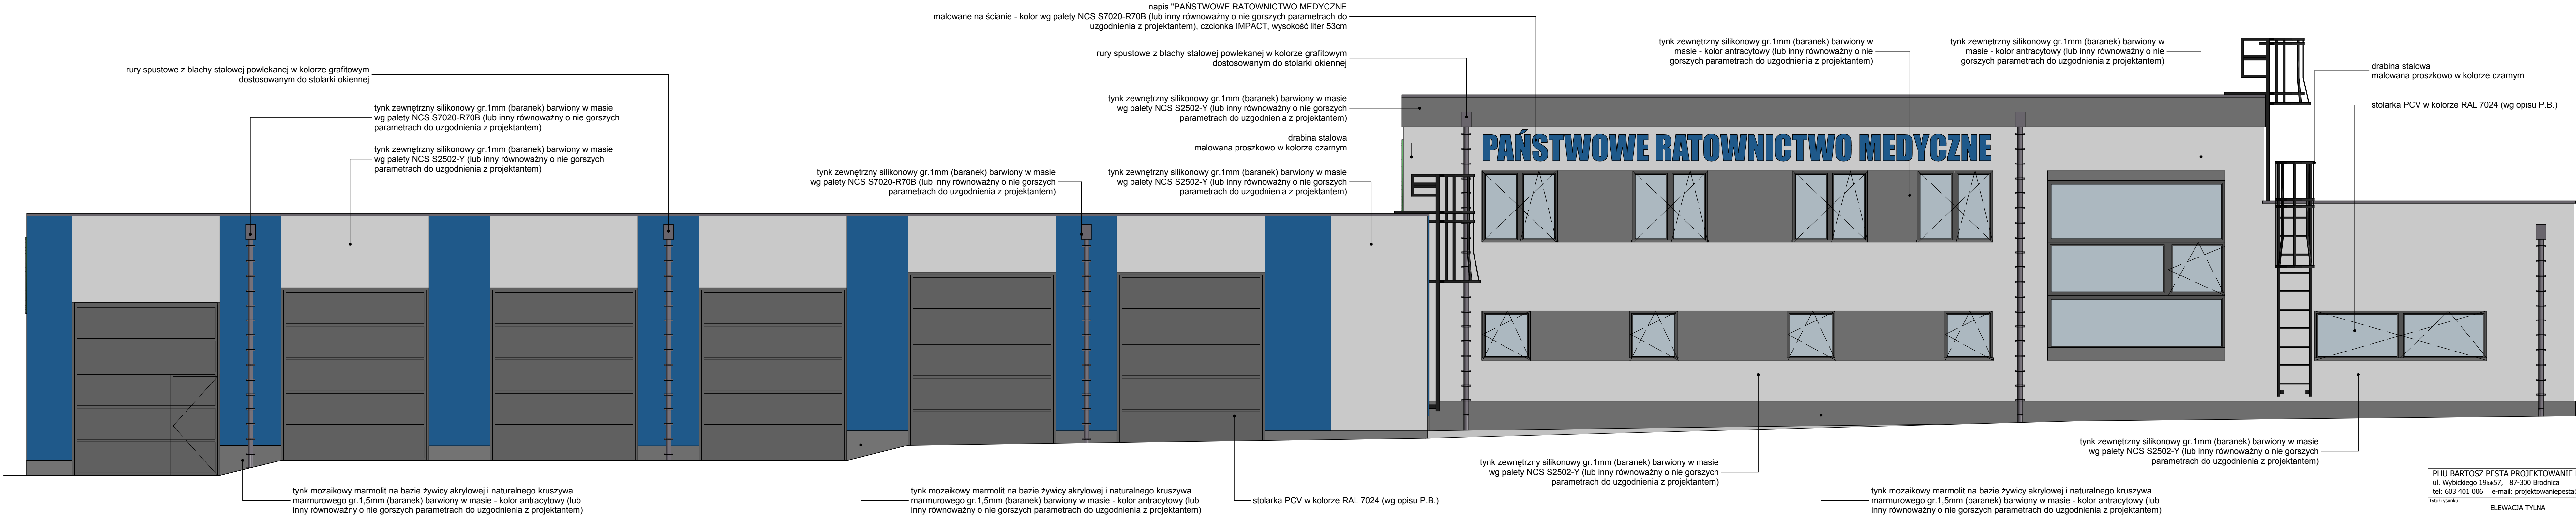 napis "PAŃSTWOWE RATOWNICTWO MEDYCZNE
malowane na ścianie - kolor wg palety NCS S7020-R70B (lub inny równoważny o nie gorszych parametrach do
uzgodnienia z projektantem), czcionka IMPACT, wysokość liter 53cm
rury spustowe z blachy stalowej powlekanej w kolorze grafitowym
dostosowanym do stolarki okiennej
tynk zewnętrzny silikonowy gr.1mm (baranek) barwiony w masie
wg palety NCS S7020-R70B (lub inny równoważny o nie gorszych
parametrach do uzgodnienia z projektantem)
tynk zewnętrzny silikonowy gr.1mm (baranek) barwiony w masie
wg palety NCS S2502-Y (lub inny równoważny o nie gorszych
parametrach do uzgodnienia z projektantem)
tynk zewnętrzny silikonowy gr.1mm (baranek) barwiony w masie
wg palety NCS S7020-R70B (lub inny równoważny o nie gorszych
parametrach do uzgodnienia z projektantem)
rury spustowe z blachy stalowej powlekanej w kolorze grafitowym
dostosowanym do stolarki okiennej
tynk zewnętrzny silikonowy gr.1mm (baranek) barwiony w masie
wg palety NCS S2502-Y (lub inny równoważny o nie gorszych
parametrach do uzgodnienia z projektantem)
drabina stalowa
malowana proszkowo w kolorze czarnym
tynk zewnętrzny silikonowy gr.1mm (baranek) barwiony w masie
wg palety NCS S2502-Y (lub inny równoważny o nie gorszych
parametrach do uzgodnienia z projektantem)
tynk zewnętrzny silikonowy gr.1mm (baranek) barwiony w
masie - kolor antracytowy (lub inny równoważny o nie
gorszych parametrach do uzgodnienia z projektantem)
tynk zewnętrzny silikonowy gr.1mm (baranek) barwiony w
masie - kolor antracytowy (lub inny równoważny o nie
gorszych parametrach do uzgodnienia z projektantem)
drabina stalowa
malowana proszkowo w kolorze czarnym
stolarka PCV w kolorze RAL 7024 (wg opisu P.B.)
PAŃSTWOWE RATOWNICTWO MEDYCZNE
tynk mozaikowy marmolit na bazie żywicy akrylowej i naturalnego kruszywa
marmurowego gr.1,5mm (baranek) barwiony w masie - kolor antracytowy (lub
inny równoważny o nie gorszych parametrach do uzgodnienia z projektantem)
tynk mozaikowy marmolit na bazie żywicy akrylowej i naturalnego kruszywa
marmurowego gr.1,5mm (baranek) barwiony w masie - kolor antracytowy (lub
inny równoważny o nie gorszych parametrach do uzgodnienia z projektantem)
stolarka PCV w kolorze RAL 7024 (wg opisu P.B.)
tynk zewnętrzny silikonowy gr.1mm (baranek) barwiony w masie
wg palety NCS S2502-Y (lub inny równoważny o nie gorszych
parametrach do uzgodnienia z projektantem)
tynk mozaikowy marmolit na bazie żywicy akrylowej i naturalnego kruszywa
marmurowego gr.1,5mm (baranek) barwiony w masie - kolor antracytowy (lub
inny równoważny o nie gorszych parametrach do uzgodnienia z projektantem)
tynk zewnętrzny silikonowy gr.1mm (baranek) barwiony w masie
wg palety NCS S2502-Y (lub inny równoważny o nie gorszych
parametrach do uzgodnienia z projektantem)
PHU BARTOSZ PESTA PROJEKTOWANIE
ul. Wybickiego 87-300 Brodnica
tel: 603 401 006 e-mail: projektowaniepesta
Tytuł rysunku:
ELEWACJA TYLNA